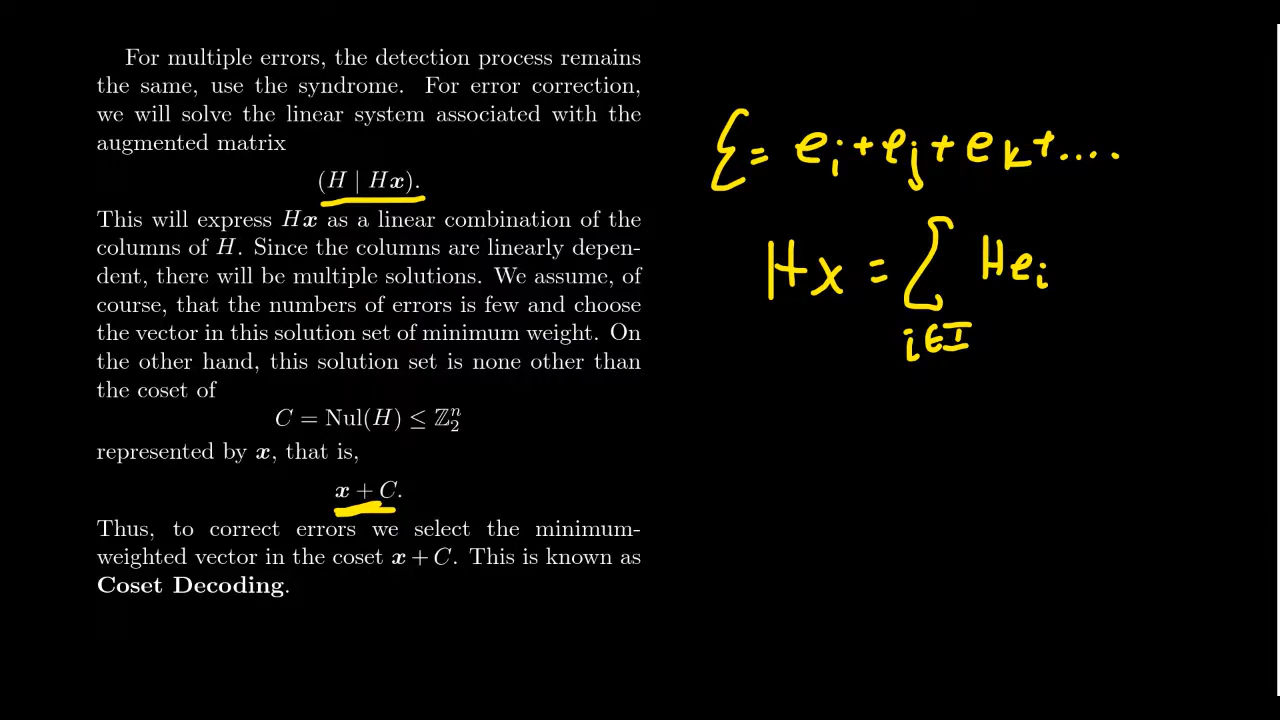 For multiple errors, the detection process remains
the same, use the syndrome. For error correction,
we will solve the linear system associated with the
augmented matrix
(H | Hx).
This will express Hx as a linear combination of the
columns of H. Since the columns are linearly depen-
dent, there will be multiple solutions. We assume, of
course, that the numbers of errors is few and choose
the vector in this solution set of minimum weight. On
the other hand, this solution set is none other than
the coset of
C = Nul(H) ≤ ℤ₂ⁿ
represented by x, that is,
x + C.
Thus, to correct errors we select the minimum-
weighted vector in the coset x + C. This is known as
Coset Decoding.
ξ = eᵢ + eⱼ + eₖ + ....
Hx = Σ Heᵢ
i∈I